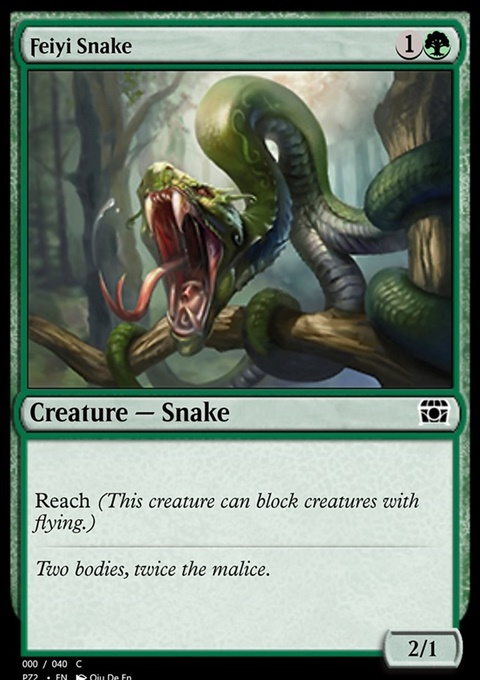 Feiyi Snake
1
Creature — Snake
Reach (This creature can block creatures with
flying.)
Two bodies, twice the malice.
2/1
000 / 040 C
PZ2 • EN Qiu De En